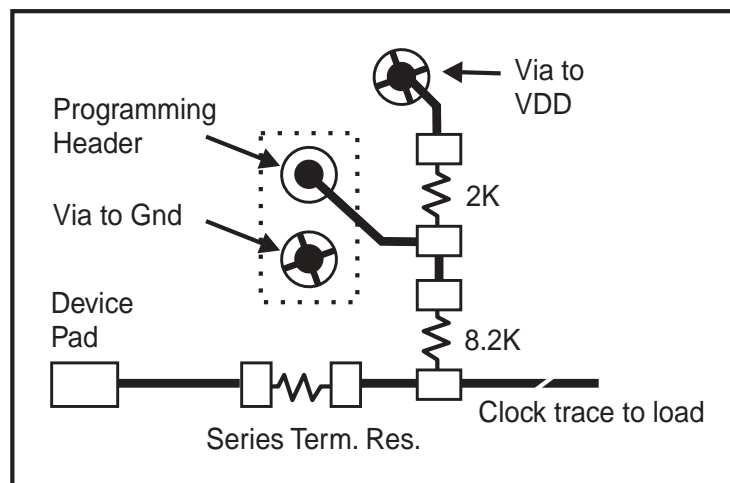 Via to
VDD
Programming
Header
2K
Via to Gnd
Device
Pad
8.2K
Clock trace to load
Series Term. Res.